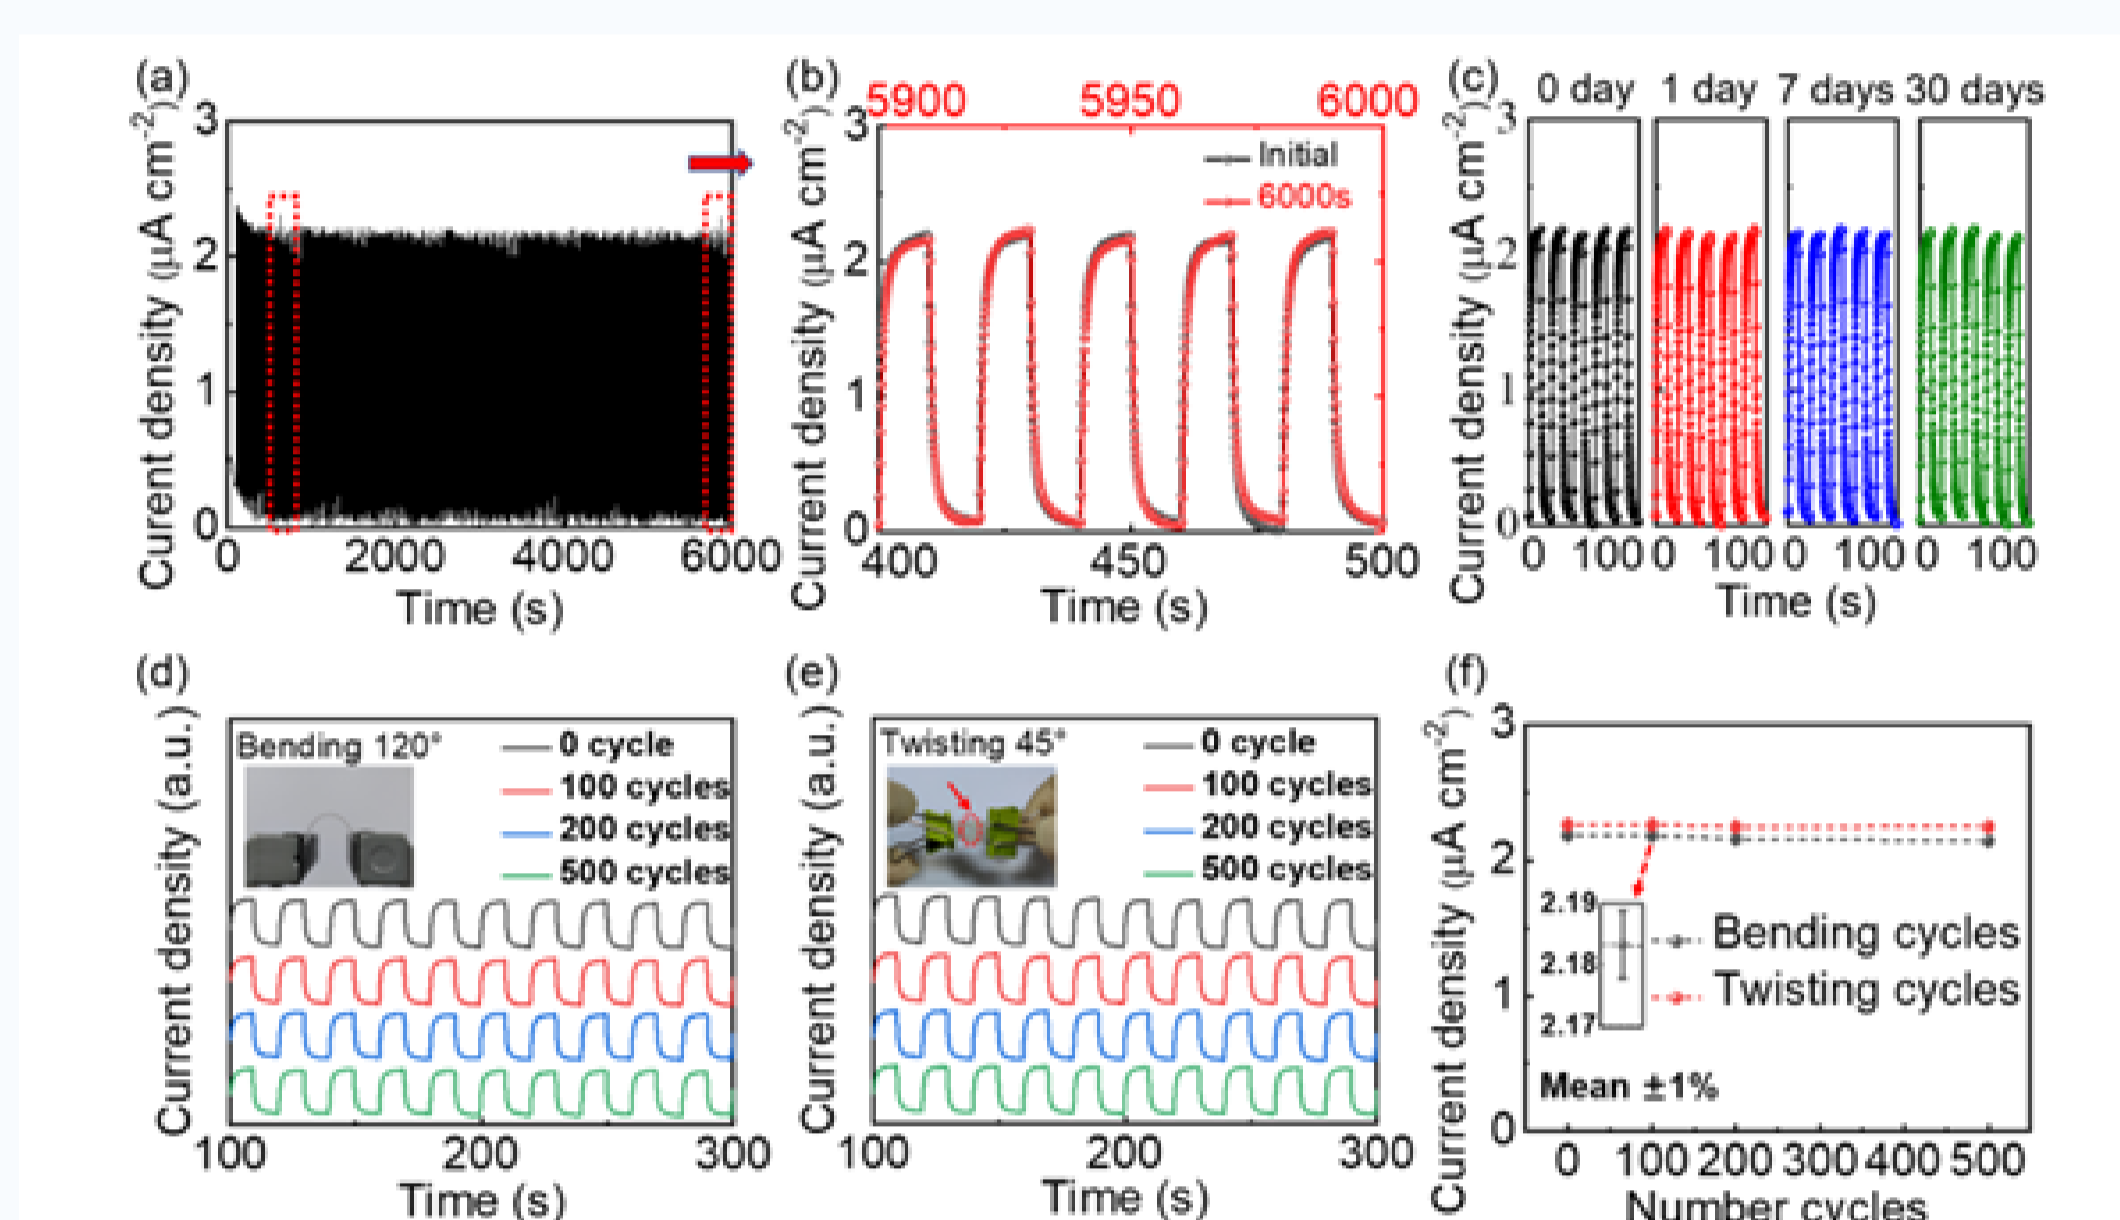 (a)
3
2
1
0
Curent density (μA cm-2)
0 2000 4000 6000
Time (s)
(b)
5900 5950 6000
3
2
1
0
Current density (μA cm-2)
Initial
6000s
400 450 500
Time (s)
(c)
0 day 1 day 7 days 30 days
3
2
1
0
Current density (μA cm-2)
0 100 0 100 0 100 0 100
Time (s)
(d)
Current density (a.u.)
Bending 120°
0 cycle
100 cycles
200 cycles
500 cycles
100 200 300
Time (s)
(e)
Current density (a.u.)
Twisting 45°
0 cycle
100 cycles
200 cycles
500 cycles
100 200 300
Time (s)
(f)
3
2
1
0
Current density (μA cm-2)
2.19
2.18
2.17
Bending cycles
Twisting cycles
Mean ±1%
0 100 200 300 400 500
Number cycles